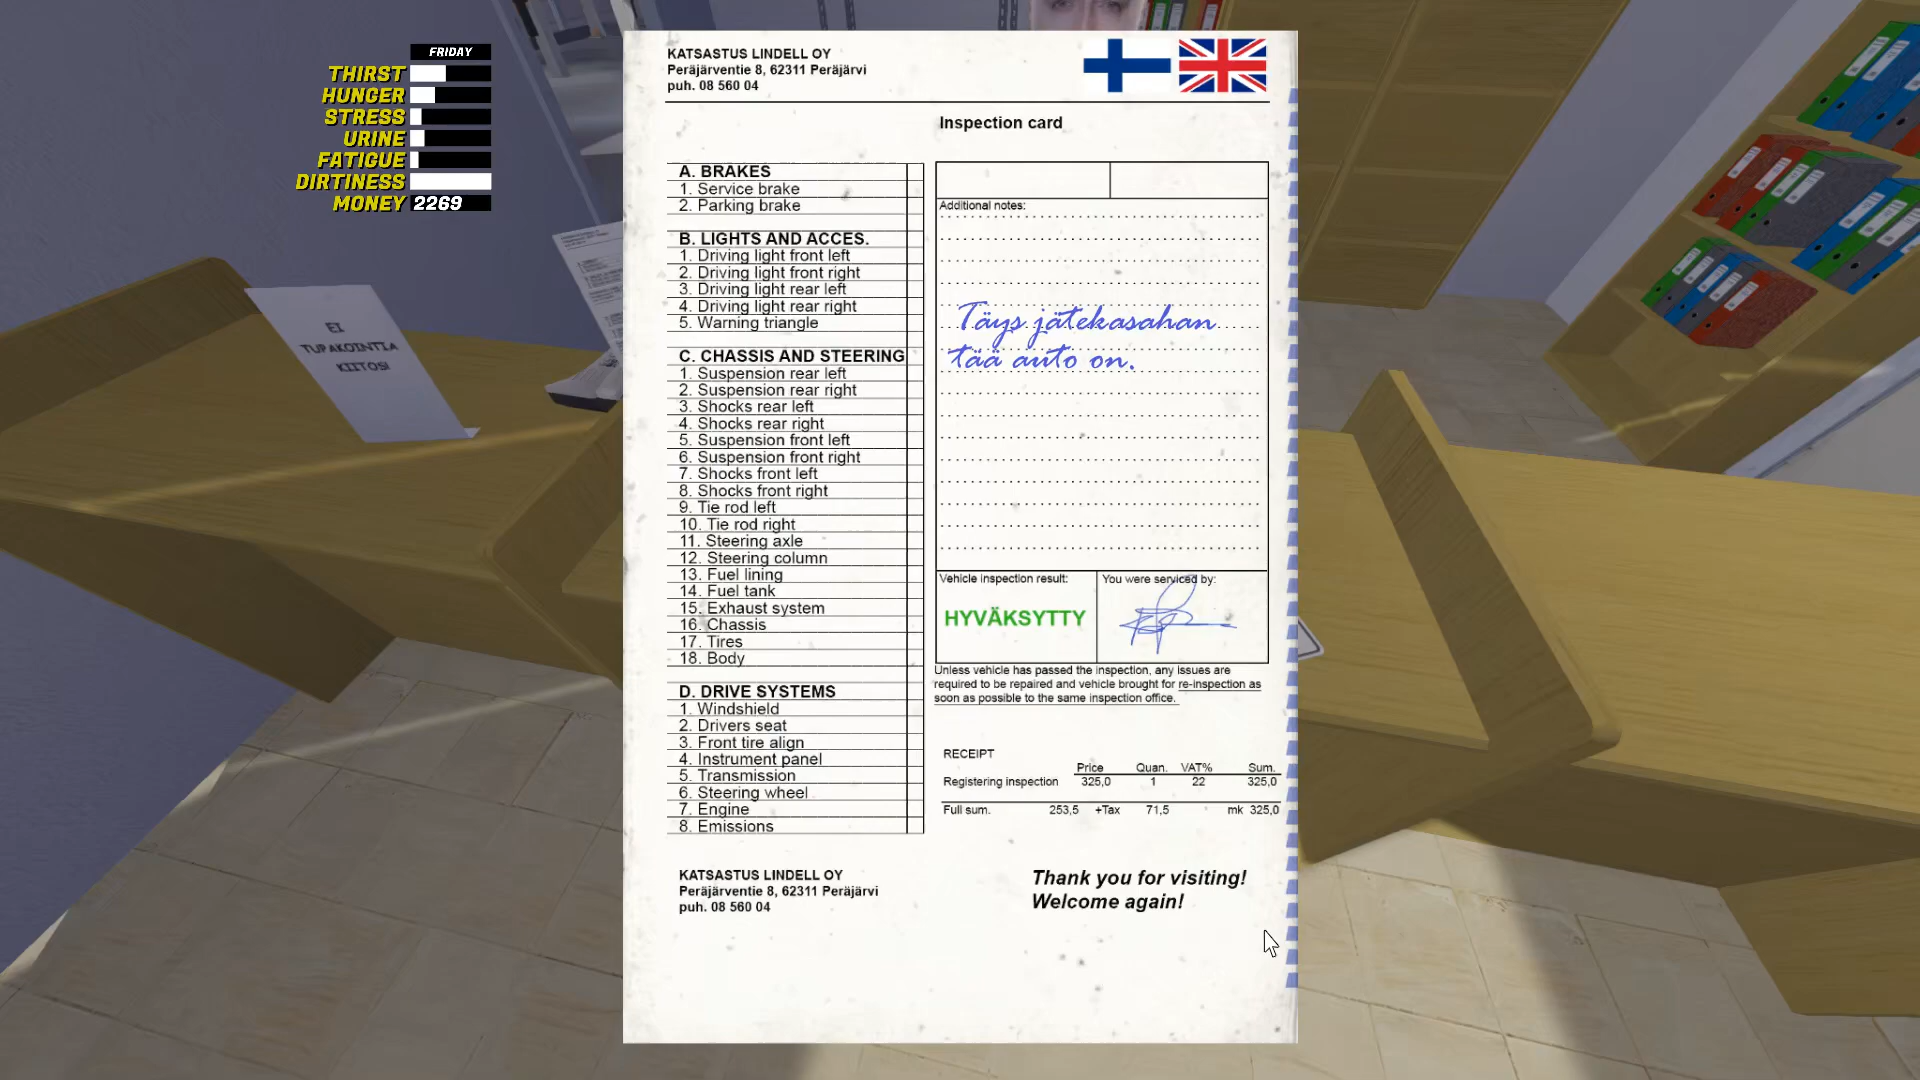 FRIDAY
THIRST
HUNGER
STRESS
URINE
FATIGUE
DIRTINESS
MONEY 2269
EI
TUPAKOINTIA
KIITOS!
KATSASTUS LINDELL OY
Peräjärventie 8, 62311 Peräjärvi
puh. 08 560 04
Inspection card
A. BRAKES
1. Service brake
2. Parking brake
B. LIGHTS AND ACCES.
1. Driving light front left
2. Driving light front right
3. Driving light rear left
4. Driving light rear right
5. Warning triangle
C. CHASSIS AND STEERING
1. Suspension rear left
2. Suspension rear right
3. Shocks rear left
4. Shocks rear right
5. Suspension front left
6. Suspension front right
7. Shocks front left
8. Shocks front right
9. Tie rod left
10. Tie rod right
11. Steering axle
12. Steering column
13. Fuel lining
14. Fuel tank
15. Exhaust system
16. Chassis
17. Tires
18. Body
D. DRIVE SYSTEMS
1. Windshield
2. Drivers seat
3. Front tire align
4. Instrument panel
5. Transmission
6. Steering wheel
7. Engine
8. Emissions
Additional notes:
Täys jätekasahan
tää auto on.
Vehicle inspection result:
HYVÄKSYTTY
You were serviced by:
Unless vehicle has passed the inspection, any issues are
required to be repaired and vehicle brought for re-inspection as
soon as possible to the same inspection office.
RECEIPT
Price Quan. VAT% Sum.
Registering inspection 325,0 1 22 325,0
Full sum. 253,5 +Tax 71,5 mk 325,0
KATSASTUS LINDELL OY
Peräjärventie 8, 62311 Peräjärvi
puh. 08 560 04
Thank you for visiting!
Welcome again!